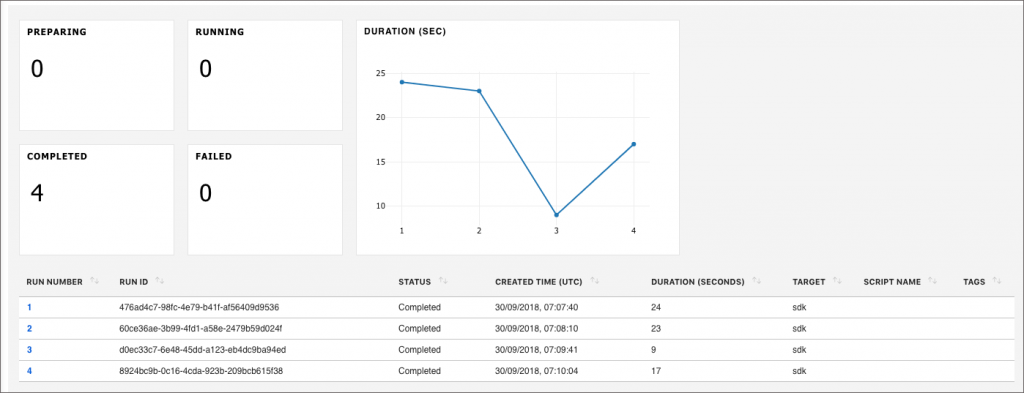 PREPARING
0
RUNNING
0
DURATION (SEC)
25
20
15
10
1 2 3 4
COMPLETED
4
FAILED
0
RUN NUMBER RUN ID STATUS CREATED TIME (UTC) DURATION (SECONDS) TARGET SCRIPT NAME TAGS
1 476ad4c7-98fc-4e79-b41f-af56409d9536 Completed 30/09/2018, 07:07:40 24 sdk
2 60ce36ae-3b99-4fd1-a58e-2479b59d024f Completed 30/09/2018, 07:08:10 23 sdk
3 d0ec33c7-6e48-45dd-a123-eb4dc9ba94ed Completed 30/09/2018, 07:09:41 9 sdk
4 8924bc9b-0c16-4cda-923b-209bcb615f38 Completed 30/09/2018, 07:10:04 17 sdk